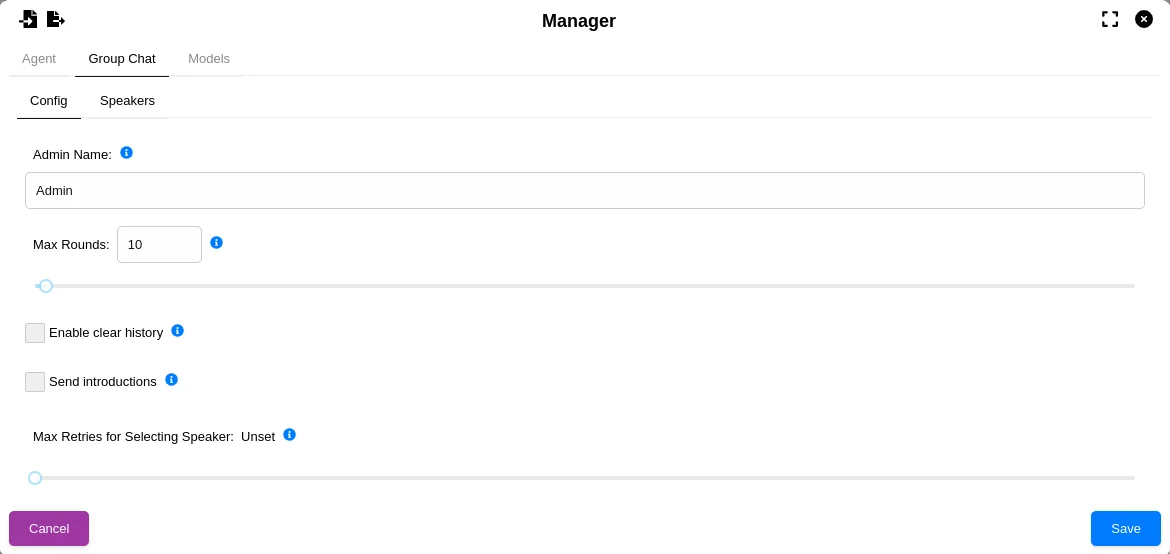 Manager
Agent Group Chat Models
Config Speakers
Admin Name:
Admin
Max Rounds: 10
Enable clear history
Send introductions
Max Retries for Selecting Speaker: Unset
Cancel Save